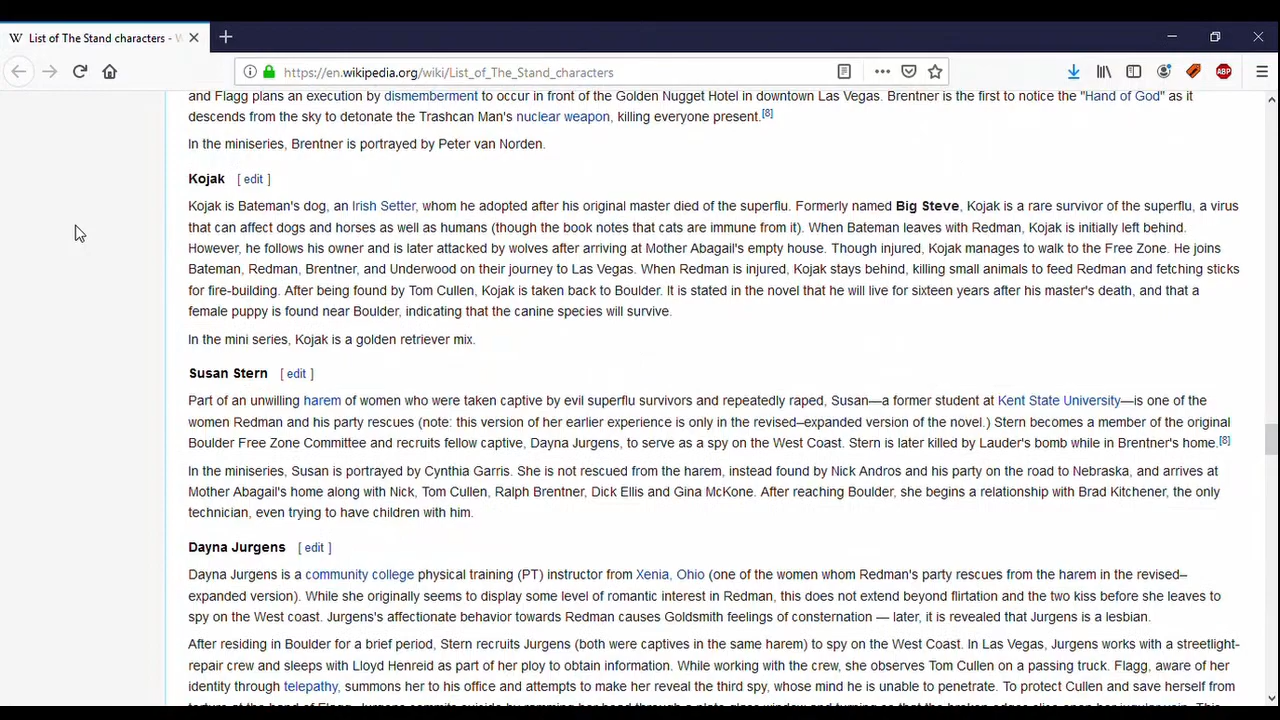 List of The Stand characters - W
https://en.wikipedia.org/wiki/List_of_The_Stand_characters
ABP
and Flagg plans an execution by dismemberment to occur in front of the Golden Nugget Hotel in downtown Las Vegas. Brentner is the first to notice the "Hand of God" as it
descends from the sky to detonate the Trashcan Man's nuclear weapon, killing everyone present.[8]
In the miniseries, Brentner is portrayed by Peter van Norden.
Kojak [ edit ]
Kojak is Bateman's dog, an Irish Setter, whom he adopted after his original master died of the superflu. Formerly named Big Steve, Kojak is a rare survivor of the superflu, a virus
that can affect dogs and horses as well as humans (though the book notes that cats are immune from it). When Bateman leaves with Redman, Kojak is initially left behind.
However, he follows his owner and is later attacked by wolves after arriving at Mother Abagail's empty house. Though injured, Kojak manages to walk to the Free Zone. He joins
Bateman, Redman, Brentner, and Underwood on their journey to Las Vegas. When Redman is injured, Kojak stays behind, killing small animals to feed Redman and fetching sticks
for fire-building. After being found by Tom Cullen, Kojak is taken back to Boulder. It is stated in the novel that he will live for sixteen years after his master's death, and that a
female puppy is found near Boulder, indicating that the canine species will survive.
In the mini series, Kojak is a golden retriever mix.
Susan Stern [ edit ]
Part of an unwilling harem of women who were taken captive by evil superflu survivors and repeatedly raped, Susan—a former student at Kent State University—is one of the
women Redman and his party rescues (note: this version of her earlier experience is only in the revised–expanded version of the novel.) Stern becomes a member of the original
Boulder Free Zone Committee and recruits fellow captive, Dayna Jurgens, to serve as a spy on the West Coast. Stern is later killed by Lauder's bomb while in Brentner's home.[8]
In the miniseries, Susan is portrayed by Cynthia Garris. She is not rescued from the harem, instead found by Nick Andros and his party on the road to Nebraska, and arrives at
Mother Abagail's home along with Nick, Tom Cullen, Ralph Brentner, Dick Ellis and Gina McKone. After reaching Boulder, she begins a relationship with Brad Kitchener, the only
technician, even trying to have children with him.
Dayna Jurgens [ edit ]
Dayna Jurgens is a community college physical training (PT) instructor from Xenia, Ohio (one of the women whom Redman's party rescues from the harem in the revised–
expanded version). While she originally seems to display some level of romantic interest in Redman, this does not extend beyond flirtation and the two kiss before she leaves to
spy on the West coast. Jurgens's affectionate behavior towards Redman causes Goldsmith feelings of consternation — later, it is revealed that Jurgens is a lesbian.
After residing in Boulder for a brief period, Stern recruits Jurgens (both were captives in the same harem) to spy on the West Coast. In Las Vegas, Jurgens works with a streetlight-
repair crew and sleeps with Lloyd Henreid as part of her ploy to obtain information. While working with the crew, she observes Tom Cullen on a passing truck. Flagg, aware of her
identity through telepathy, summons her to his office and attempts to make her reveal the third spy, whose mind he is unable to penetrate. To protect Cullen and save herself from